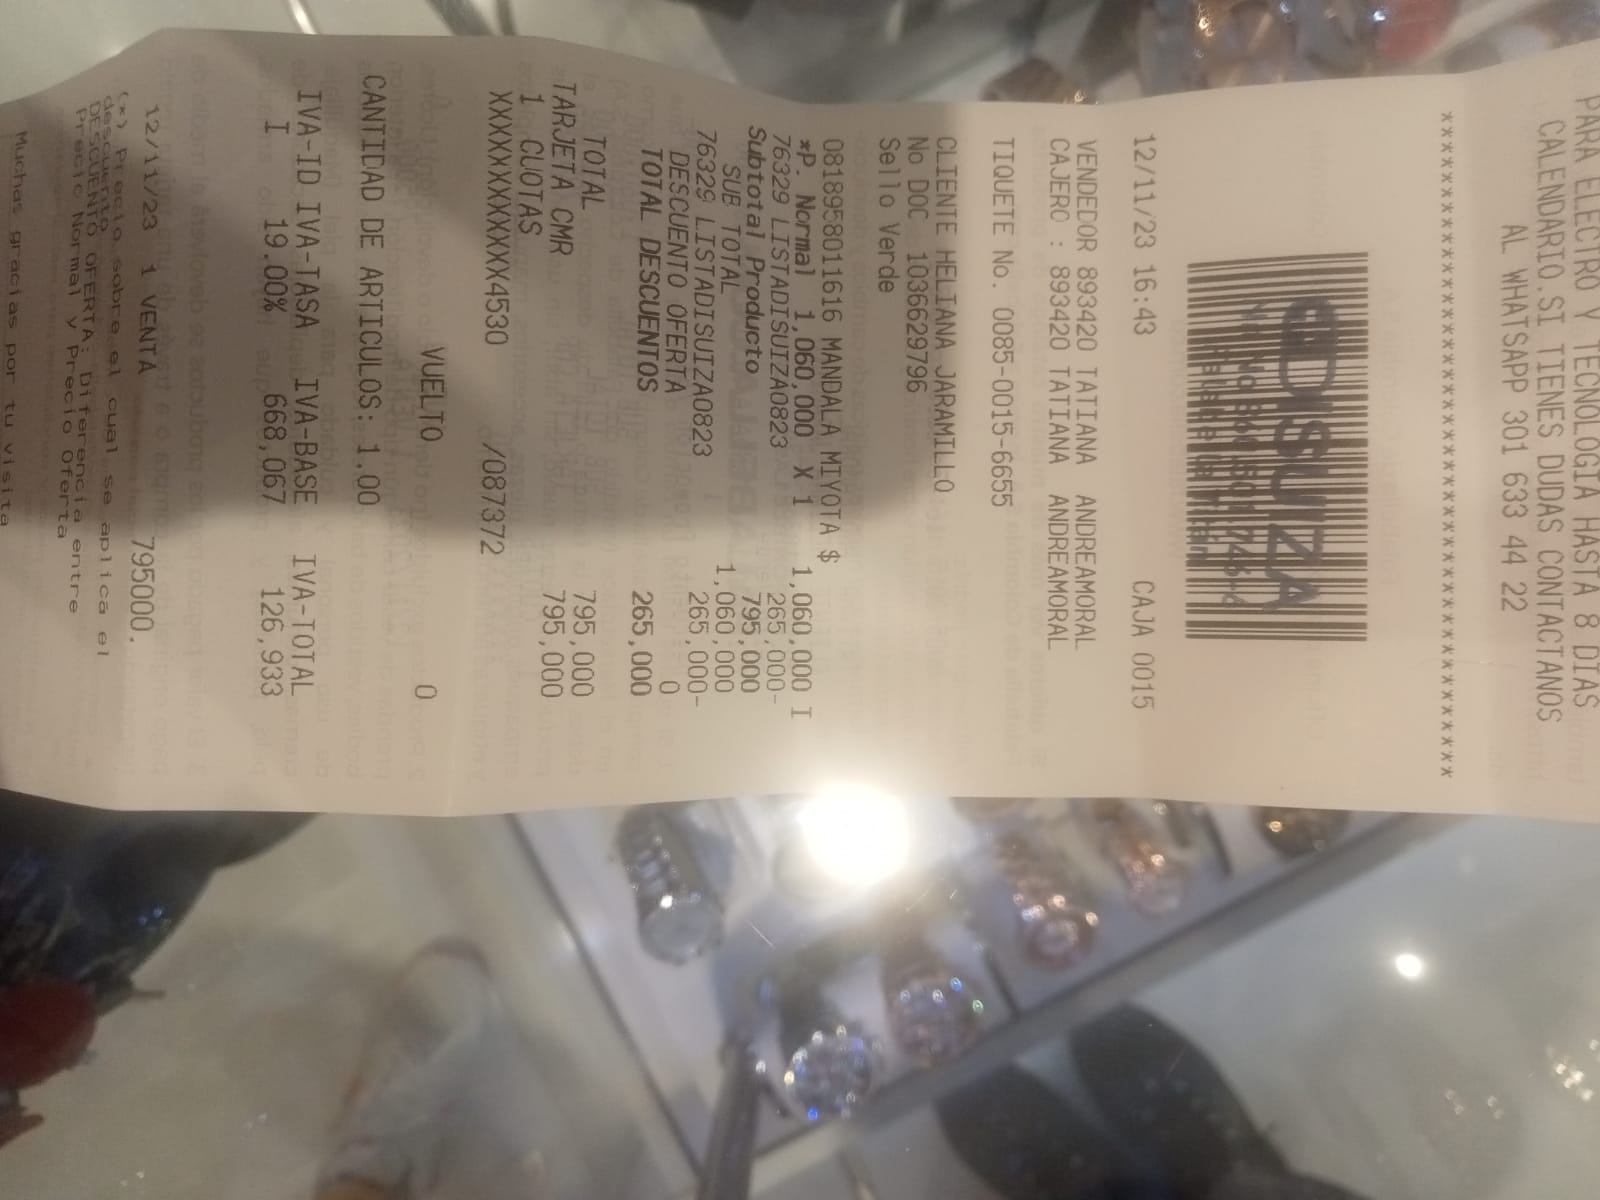 PARA ELECTRO Y TECNOLOGIA HASTA 8 DIAS
CALENDARIO.SI TIENES DUDAS CONTACTANOS
AL WHATSAPP 301 633 44 22
****************************************
DISUIZA
12/11/23 16:43 CAJA 0015
VENDEDOR 893420 TATIANA ANDREAMORAL
CAJERO : 893420 TATIANA ANDREAMORAL
TIQUETE No. 0085-0015-6655
CLIENTE HELIANA JARAMILLO
No DOC 1036629796
Sello Verde
0818958011616 MANDALA MIYOTA $
*P. Normal 1,060,000 X 1 1,060,000 I
76329 LISTADISUIZA0823 265,000-
Subtotal Producto 795,000
SUB TOTAL 1,060,000
76329 LISTADISUIZA0823 265,000-
DESCUENTO OFERTA 0
TOTAL DESCUENTOS 265,000
TOTAL 795,000
TARJETA CMR 795,000
1 CUOTAS
XXXXXXXXXXXX4530 /087372
VUELTO 0
CANTIDAD DE ARTICULOS: 1.00
IVA-ID IVA-TASA IVA-BASE IVA-TOTAL
I 19.00% 668,067 126,933
12/11/23 1 VENTA 795000.
(*) Precio sobre el cual se aplica el
descuento
DESCUENTO OFERTA: Diferencia entre
Precio Normal y Precio Oferta
Muchas gracias por tu visita